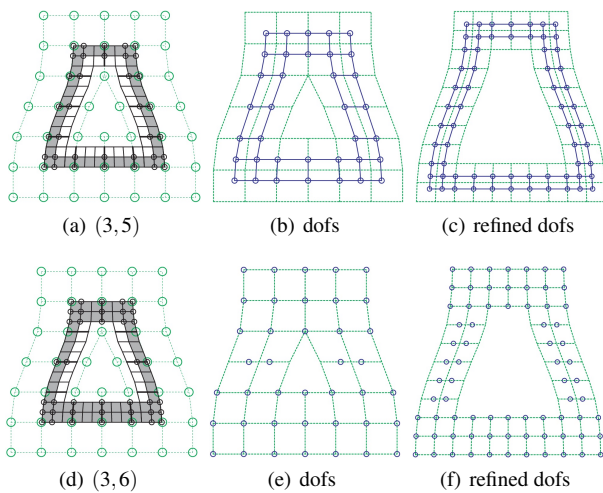 (a) (3,5)
(b) dofs
(c) refined dofs
(d) (3,6)
(e) dofs
(f) refined dofs